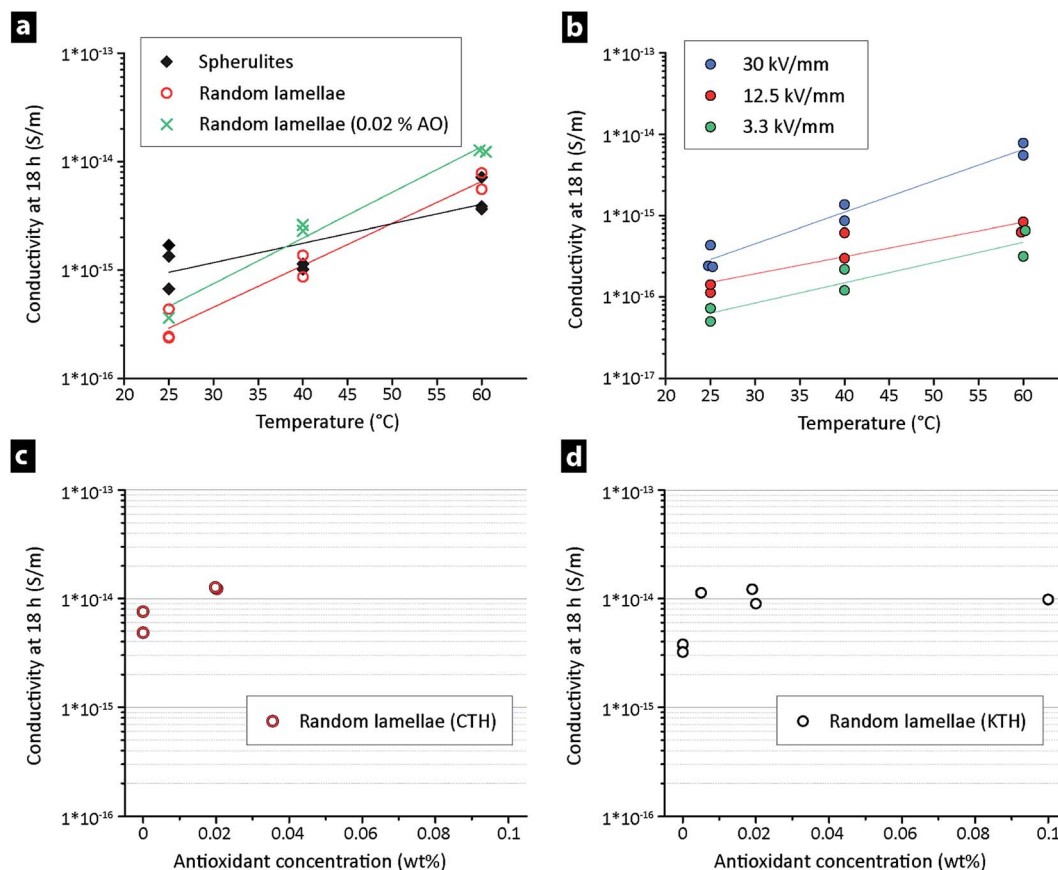 a
Conductivity at 18 h (S/m)
1*10-13
1*10-14
1*10-15
1*10-16
Spherulites
Random lamellae
Random lamellae (0.02 % AO)
20 25 30 35 40 45 50 55 60
Temperature (°C)
b
Conductivity at 18 h (S/m)
1*10-13
1*10-14
1*10-15
1*10-16
1*10-17
30 kV/mm
12.5 kV/mm
3.3 kV/mm
20 25 30 35 40 45 50 55 60
Temperature (°C)
c
Conductivity at 18 h (S/m)
1*10-13
1*10-14
1*10-15
1*10-16
Random lamellae (CTH)
0 0.02 0.04 0.06 0.08 0.1
Antioxidant concentration (wt%)
d
Conductivity at 18 h (S/m)
1*10-13
1*10-14
1*10-15
1*10-16
Random lamellae (KTH)
0 0.02 0.04 0.06 0.08 0.1
Antioxidant concentration (wt%)